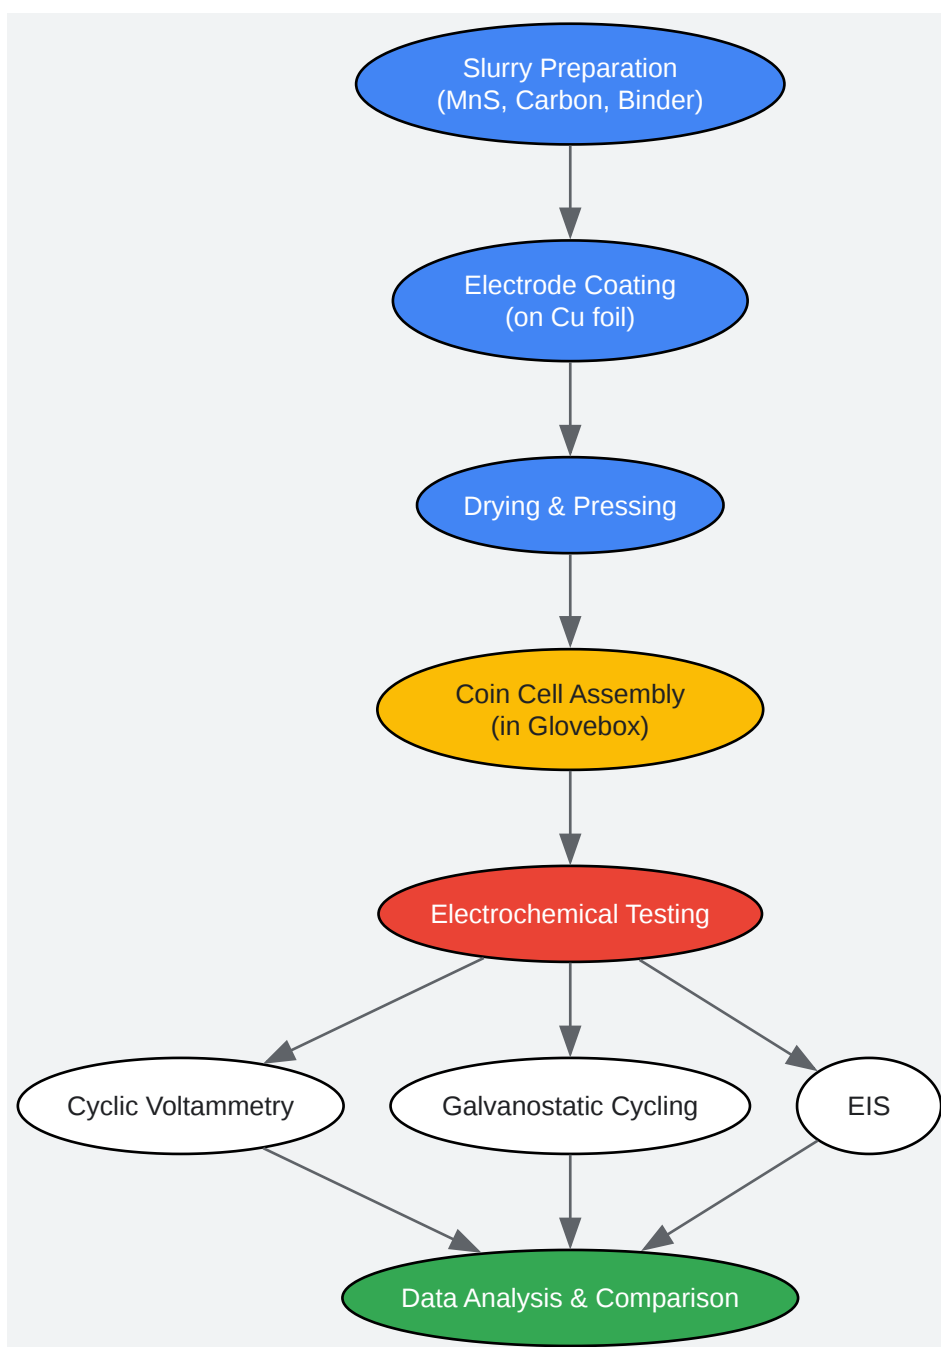 Slurry Preparation
(MnS, Carbon, Binder)
Electrode Coating
(on Cu foil)
Drying & Pressing
Coin Cell Assembly
(in Glovebox)
Electrochemical Testing
Cyclic Voltammetry
Galvanostatic Cycling
EIS
Data Analysis & Comparison